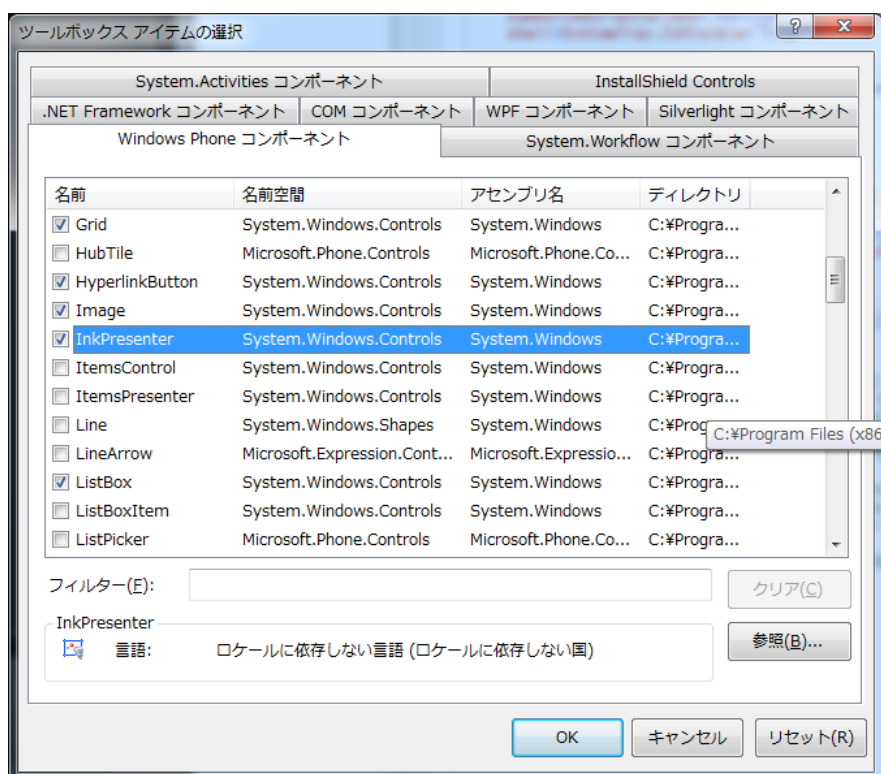 ツールボックス アイテムの選択
System.Activities コンポーネント InstallShield Controls
.NET Framework コンポーネント COM コンポーネント WPF コンポーネント Silverlight コンポーネント
Windows Phone コンポーネント System.Workflow コンポーネント
名前 名前空間 アセンブリ名 ディレクトリ
Grid System.Windows.Controls System.Windows C:¥Progra...
HubTile Microsoft.Phone.Controls Microsoft.Phone.Co... C:¥Progra...
HyperlinkButton System.Windows.Controls System.Windows C:¥Progra...
Image System.Windows.Controls System.Windows C:¥Progra...
InkPresenter System.Windows.Controls System.Windows C:¥Progra...
ItemsControl System.Windows.Controls System.Windows C:¥Progra...
ItemsPresenter System.Windows.Controls System.Windows C:¥Progra...
Line System.Windows.Shapes System.Windows C:¥Prog
C:¥Program Files (x86
LineArrow Microsoft.Expression.Cont... Microsoft.Expressio... C:¥Progra...
ListBox System.Windows.Controls System.Windows C:¥Progra...
ListBoxItem System.Windows.Controls System.Windows C:¥Progra...
ListPicker Microsoft.Phone.Controls Microsoft.Phone.Co... C:¥Progra...
フィルター(F): クリア(C)
InkPresenter
言語: ロケールに依存しない言語 (ロケールに依存しない国) 参照(B)...
OK キャンセル リセット(R)